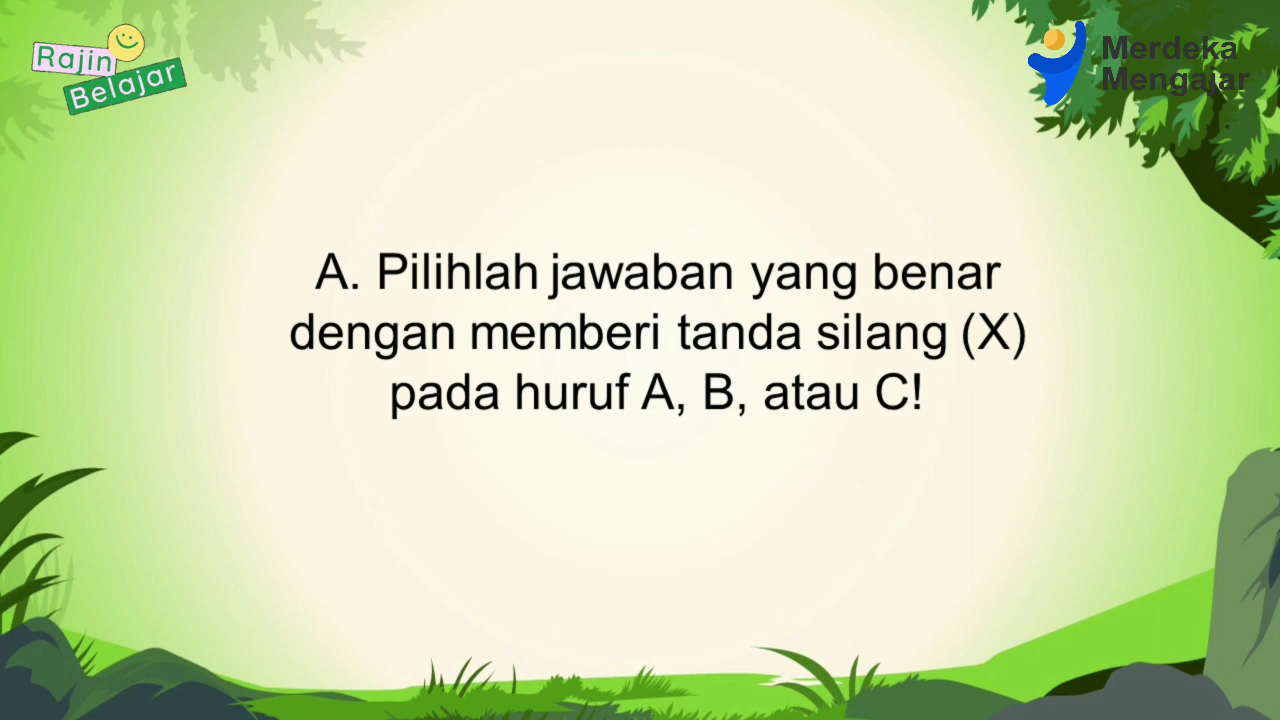 Rajin
Belajar
Merdeka
Mengajar
A. Pilihlah jawaban yang benar
dengan memberi tanda silang (X)
pada huruf A, B, atau C!